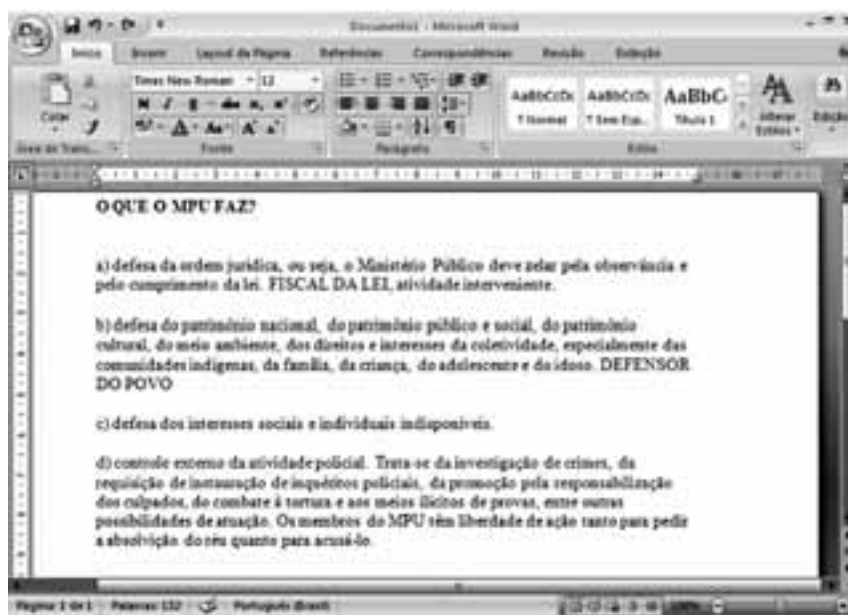 Documento1 - Microsoft Word
Início Inserir Layout da Página Referências Correspondências Revisão Exibição
Times New Roman 12
Colar
AaBbCcDc AaBbCcDc AaBbC
¶ Normal ¶ Sem Esp... Título 1
Alterar Estilos
Edição
Área de Trans... Fonte Parágrafo Estilo
O QUE O MPU FAZ?
a) defesa da ordem jurídica, ou seja, o Ministério Público deve zelar pela observância e
pelo cumprimento da lei. FISCAL DA LEI, atividade interveniente.
b) defesa do patrimônio nacional, do patrimônio público e social, do patrimônio
cultural, do meio ambiente, dos direitos e interesses da coletividade, especialmente das
comunidades indígenas, da família, da criança, do adolescente e do idoso. DEFENSOR
DO POVO
c) defesa dos interesses sociais e individuais indisponíveis.
d) controle externo da atividade policial. Trata-se da investigação de crimes, da
requisição de instauração de inquéritos policiais, da promoção pela responsabilização
dos culpados, do combate à tortura e aos meios ilícitos de provas, entre outras
possibilidades de atuação. Os membros do MPU têm liberdade de ação tanto para pedir
a absolvição do réu quanto para acusá-lo.
Página: 1 de 1 Palavras: 132 Português (Brasil) 100%